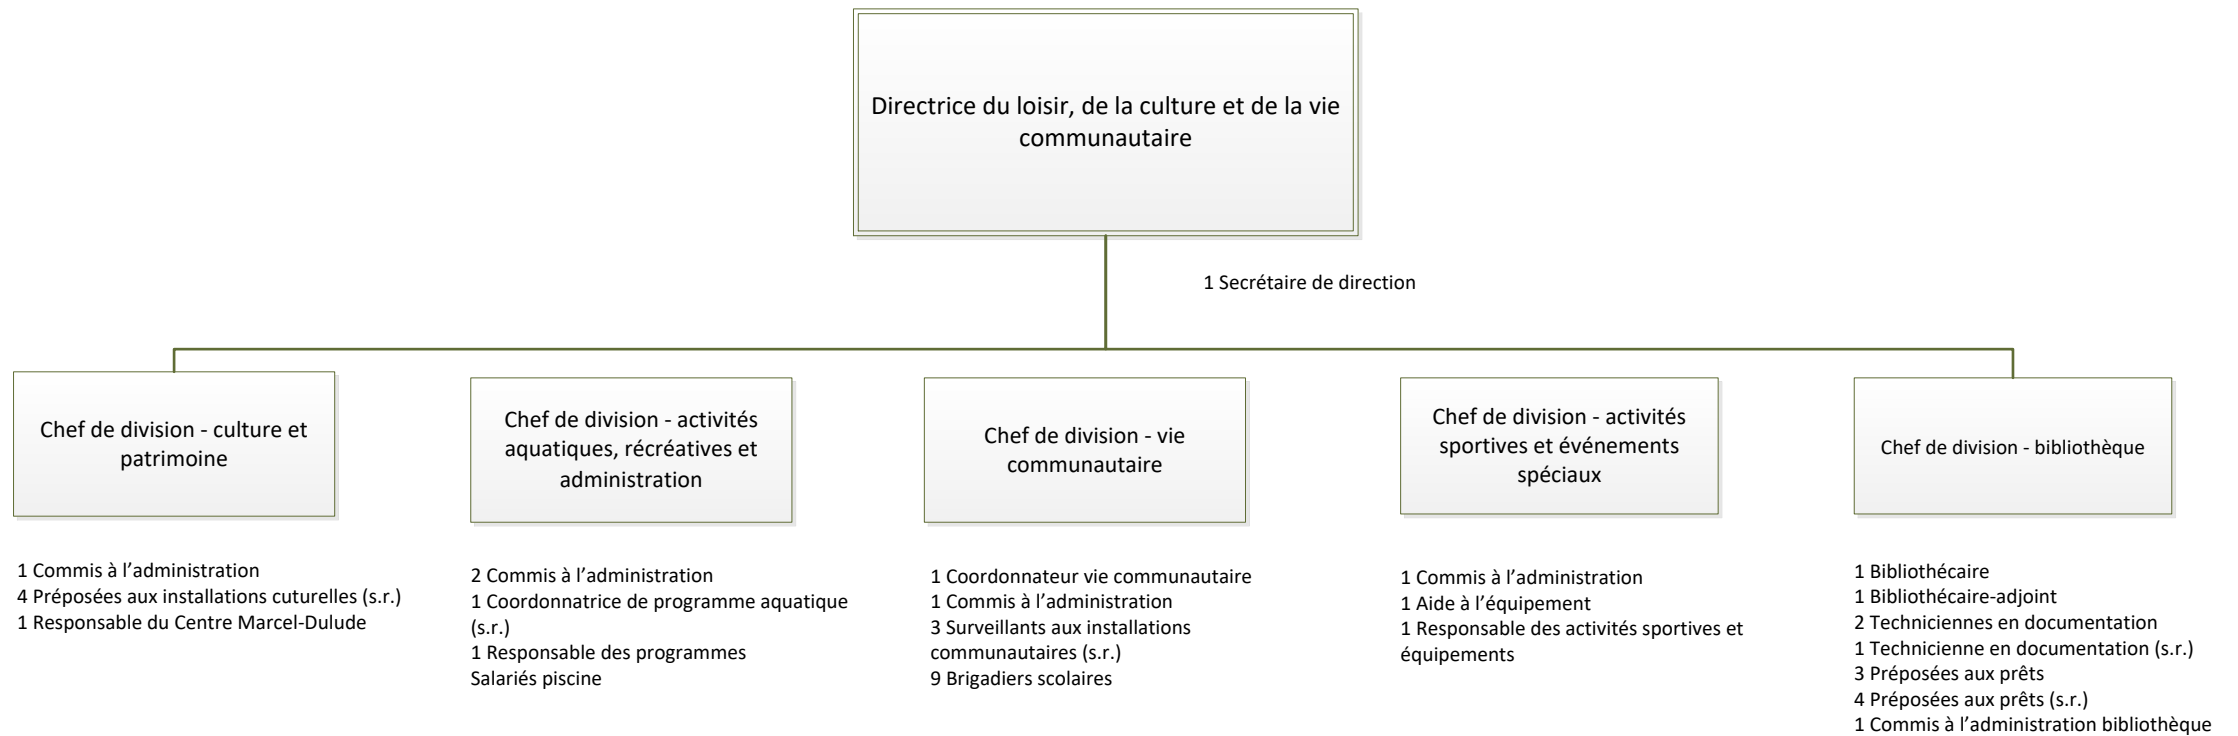 Directrice du loisir, de la culture et de la vie
communautaire
1 Secrétaire de direction
Chef de division - culture et
patrimoine
Chef de division - activités
aquatiques, récréatives et
administration
Chef de division - vie
communautaire
Chef de division - activités
sportives et événements
spéciaux
Chef de division - bibliothèque
1 Commis à l’administration
4 Préposées aux installations cuturelles (s.r.)
1 Responsable du Centre Marcel-Dulude
2 Commis à l’administration
1 Coordonnatrice de programme aquatique
(s.r.)
1 Responsable des programmes
Salariés piscine
1 Coordonnateur vie communautaire
1 Commis à l’administration
3 Surveillants aux installations
communautaires (s.r.)
9 Brigadiers scolaires
1 Commis à l’administration
1 Aide à l’équipement
1 Responsable des activités sportives et
équipements
1 Bibliothécaire
1 Bibliothécaire-adjoint
2 Techniciennes en documentation
1 Technicienne en documentation (s.r.)
3 Préposées aux prêts
4 Préposées aux prêts (s.r.)
1 Commis à l’administration bibliothèque